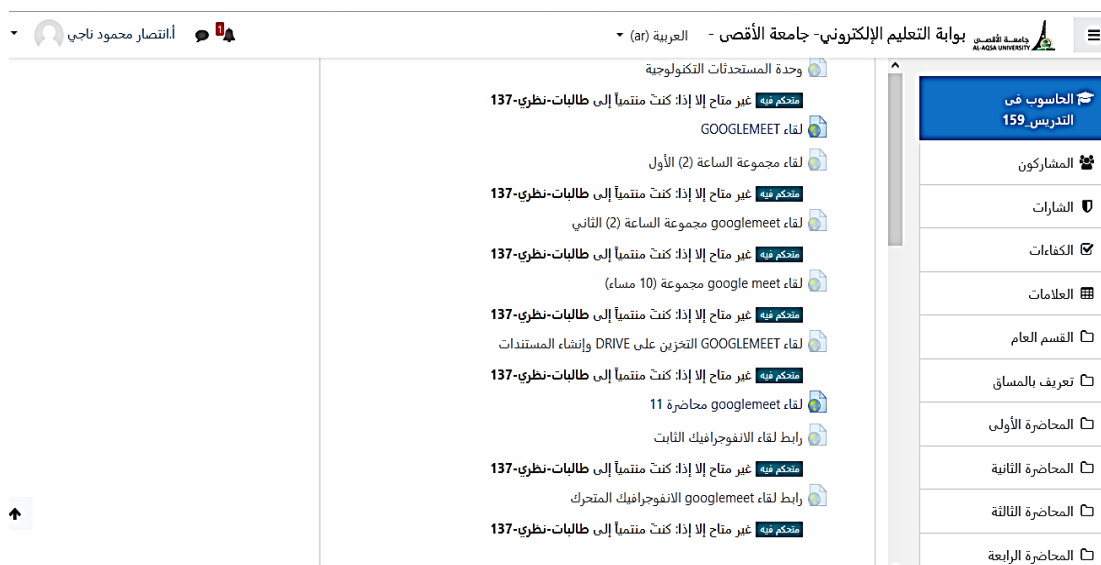 جامعة الأقصى
AL-AQSA UNIVERSITY
بوابة التعليم الإلكتروني- جامعة الأقصى -
العربية (ar)
1
أ.انتصار محمود ناجي
الحاسوب في
التدريس_159
المشاركون
الشارات
الكفاءات
العلامات
القسم العام
تعريف بالمساق
المحاضرة الأولى
المحاضرة الثانية
المحاضرة الثالثة
المحاضرة الرابعة
وحدة المستحدثات التكنولوجية
متحكم فيه غير متاح إلا إذا: كنتَ منتمياً إلى طالبات-نظري-137
لقاء GOOGLEMEET
لقاء مجموعة الساعة (2) الأول
متحكم فيه غير متاح إلا إذا: كنتَ منتمياً إلى طالبات-نظري-137
لقاء googlemeet مجموعة الساعة (2) الثاني
متحكم فيه غير متاح إلا إذا: كنتَ منتمياً إلى طالبات-نظري-137
لقاء google meet مجموعة (10 مساء)
متحكم فيه غير متاح إلا إذا: كنتَ منتمياً إلى طالبات-نظري-137
لقاء GOOGLEMEET التخزين على DRIVE وإنشاء المستندات
متحكم فيه غير متاح إلا إذا: كنتَ منتمياً إلى طالبات-نظري-137
لقاء googlemeet محاضرة 11
رابط لقاء الانفوجرافيك الثابت
متحكم فيه غير متاح إلا إذا: كنتَ منتمياً إلى طالبات-نظري-137
رابط لقاء googlemeet الانفوجرافيك المتحرك
متحكم فيه غير متاح إلا إذا: كنتَ منتمياً إلى طالبات-نظري-137